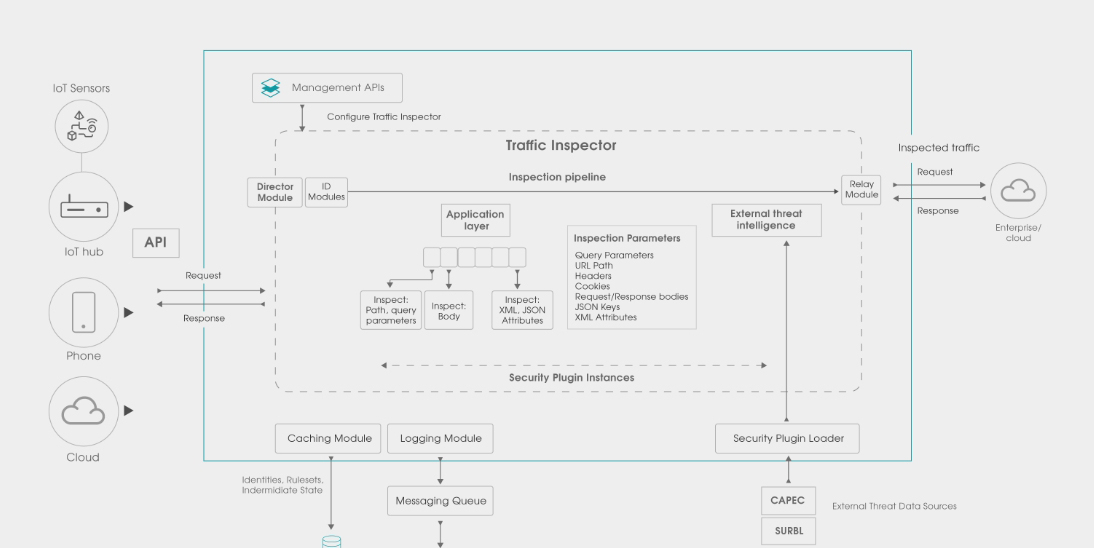 IoT Sensors
Management APIs
Configure Traffic Inspector
Traffic Inspector
Inspected traffic
Inspection pipeline
Director
Module
ID
Modules
Relay
Module
Request
Response
Enterprise/
cloud
Application
layer
External threat
intelligence
IoT hub
API
Inspection Parameters
Query Parameters
URL Path
Headers
Cookies
Request/Response bodies
JSON Keys
XML Attributes
Request
Response
Inspect:
Path, query
parameters
Inspect:
Body
Inspect:
XML, JSON
Attributes
Phone
Security Plugin Instances
Cloud
Caching Module
Logging Module
Security Plugin Loader
Identities, Rulesets,
Indermidiate State
Messaging Queue
CAPEC
External Threat Data Sources
SURBL